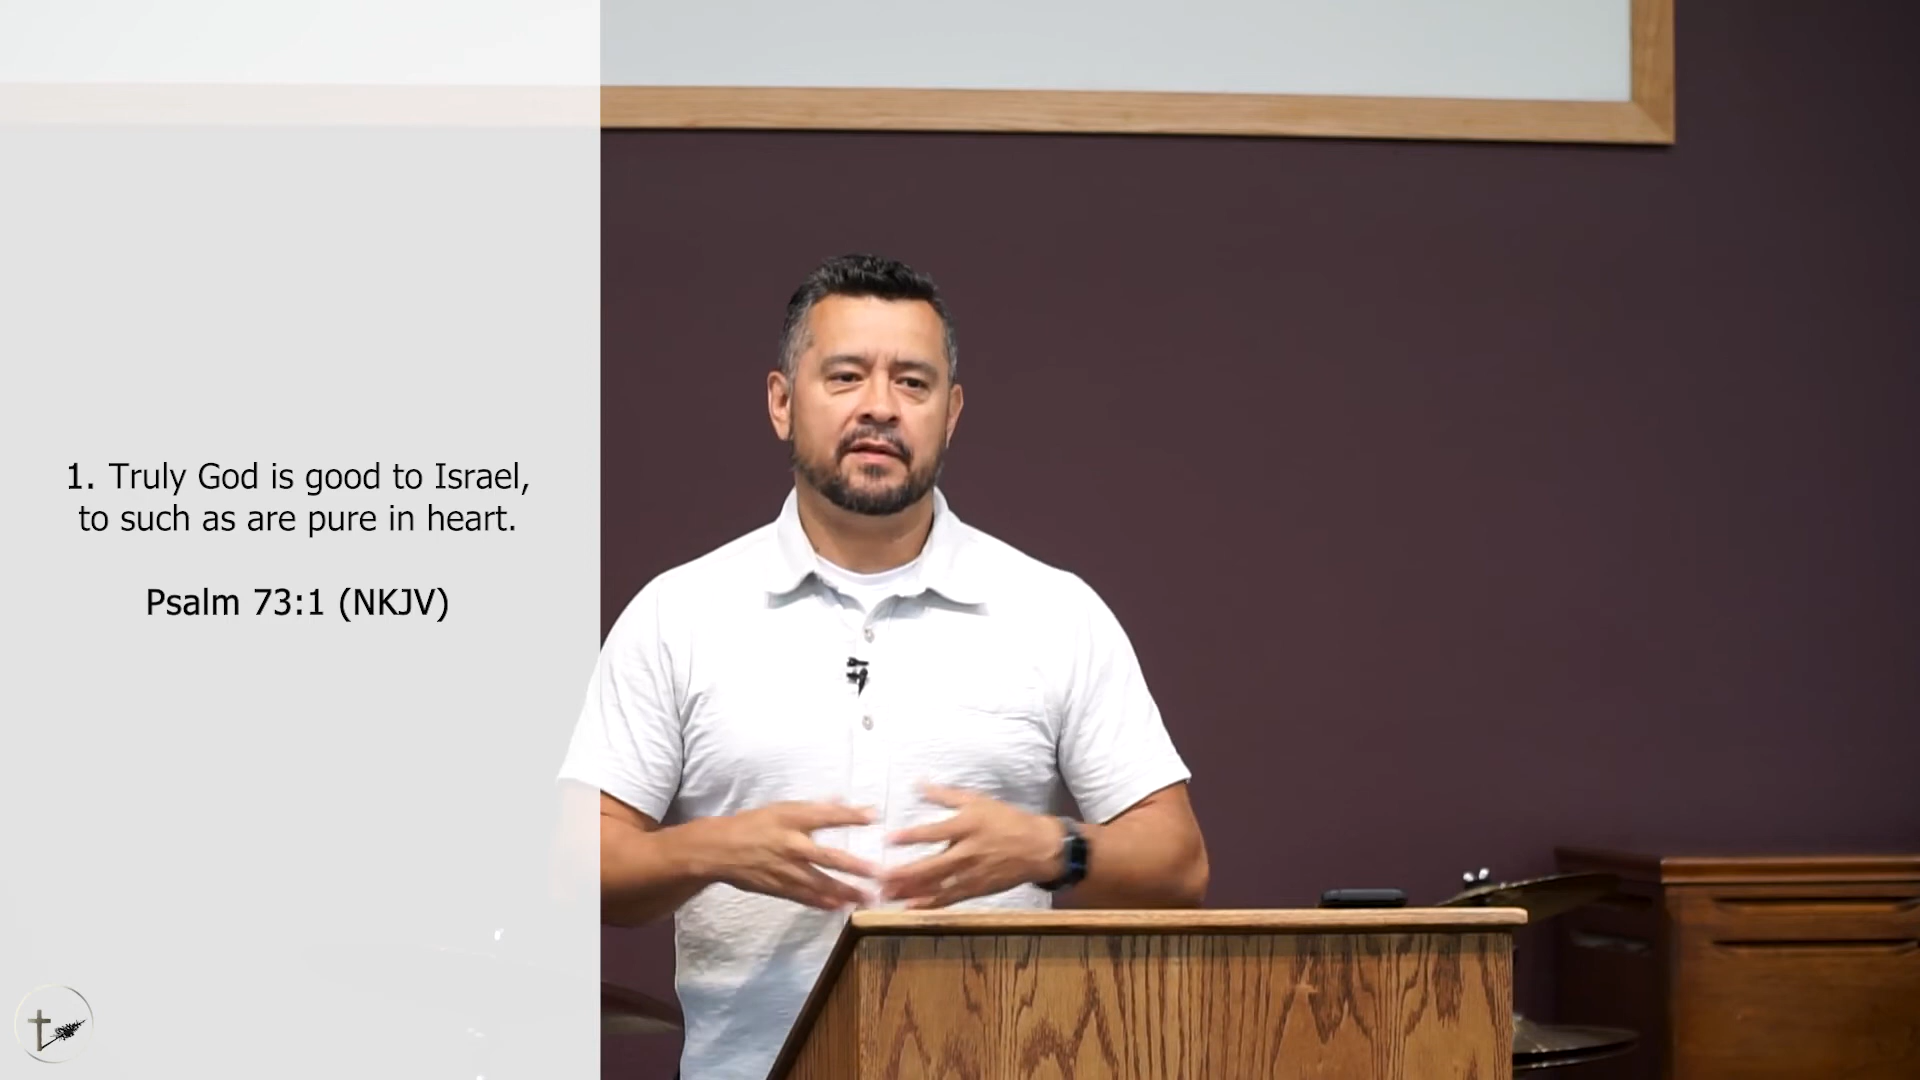 1. Truly God is good to Israel,
to such as are pure in heart.
Psalm 73:1 (NKJV)